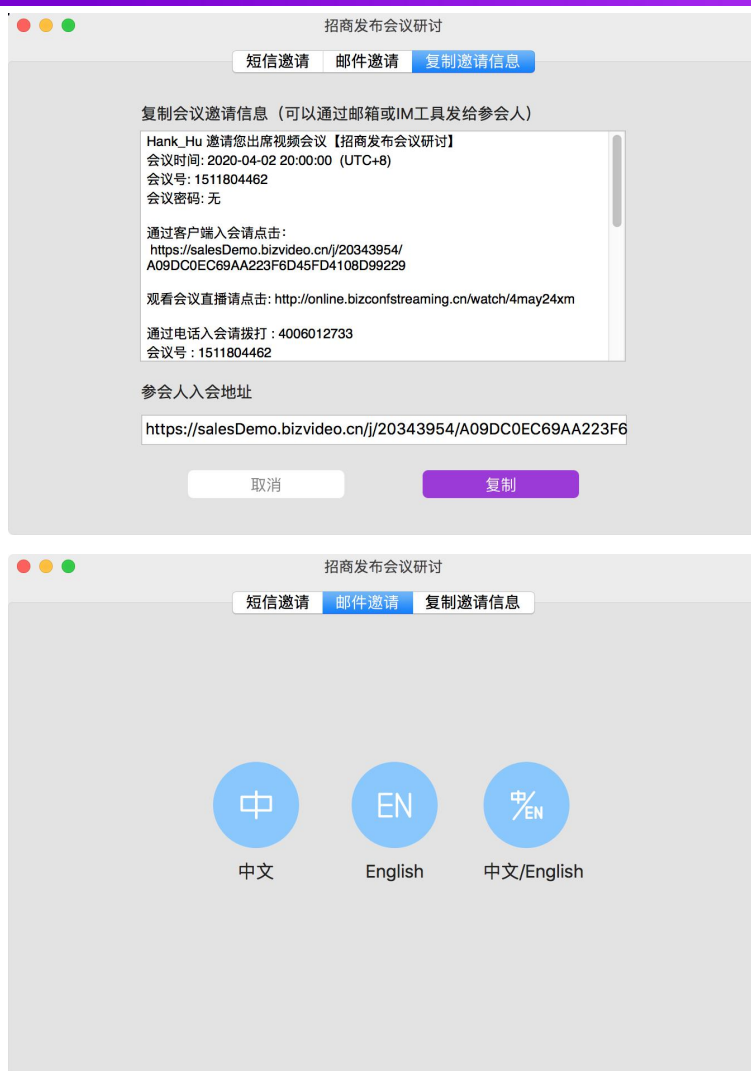 招商发布会议研讨
短信邀请 邮件邀请 复制邀请信息
复制会议邀请信息（可以通过邮箱或IM工具发给参会人）
Hank_Hu 邀请您出席视频会议【招商发布会议研讨】
会议时间: 2020-04-02 20:00:00 (UTC+8)
会议号: 1511804462
会议密码: 无
通过客户端入会请点击:
https://salesDemo.bizvideo.cn/j/20343954/
A09DC0EC69AA223F6D45FD4108D99229
观看会议直播请点击: http://online.bizconfstreaming.cn/watch/4may24xm
通过电话入会请拨打 : 4006012733
会议号 : 1511804462
参会人入会地址
https://salesDemo.bizvideo.cn/j/20343954/A09DC0EC69AA223F6
取消 复制
招商发布会议研讨
短信邀请 邮件邀请 复制邀请信息
中 EN 中/EN
中文 English 中文/English